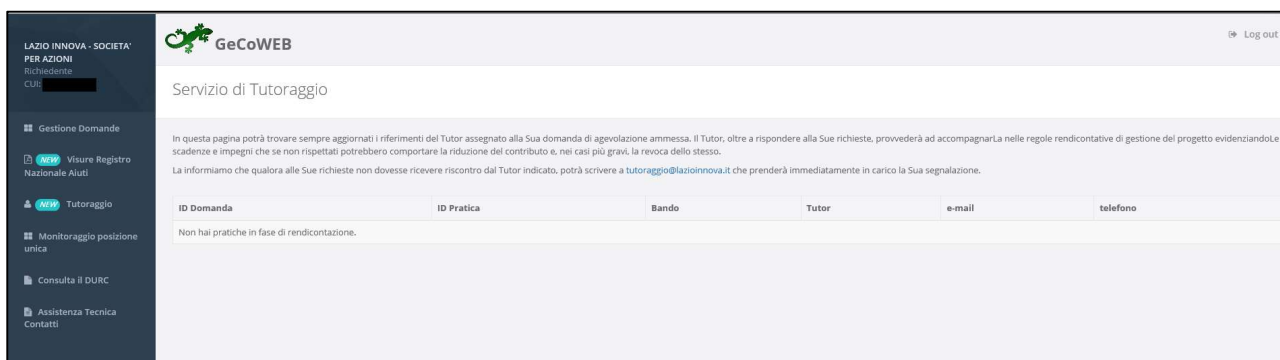 LAZIO INNOVA - SOCIETA'
PER AZIONI
Richiedente
CUI:
Gestione Domande
NEW Visure Registro
Nazionale Aiuti
NEW Tutoraggio
Monitoraggio posizione
unica
Consulta il DURC
Assistenza Tecnica
Contatti
GeCoWEB
Log out
Servizio di Tutoraggio
In questa pagina potrà trovare sempre aggiornati i riferimenti del Tutor assegnato alla Sua domanda di agevolazione ammessa. Il Tutor, oltre a rispondere alla Sue richieste, provvederà ad accompagnarLa nelle regole rendicontative di gestione del progetto evidenziandoLe
scadenze e impegni che se non rispettati potrebbero comportare la riduzione del contributo e, nei casi più gravi, la revoca dello stesso.
La informiamo che qualora alle Sue richieste non dovesse ricevere riscontro dal Tutor indicato, potrà scrivere a tutoraggio@lazioinnova.it che prenderà immediatamente in carico la Sua segnalazione.
ID Domanda ID Pratica Bando Tutor e-mail telefono
Non hai pratiche in fase di rendicontazione.